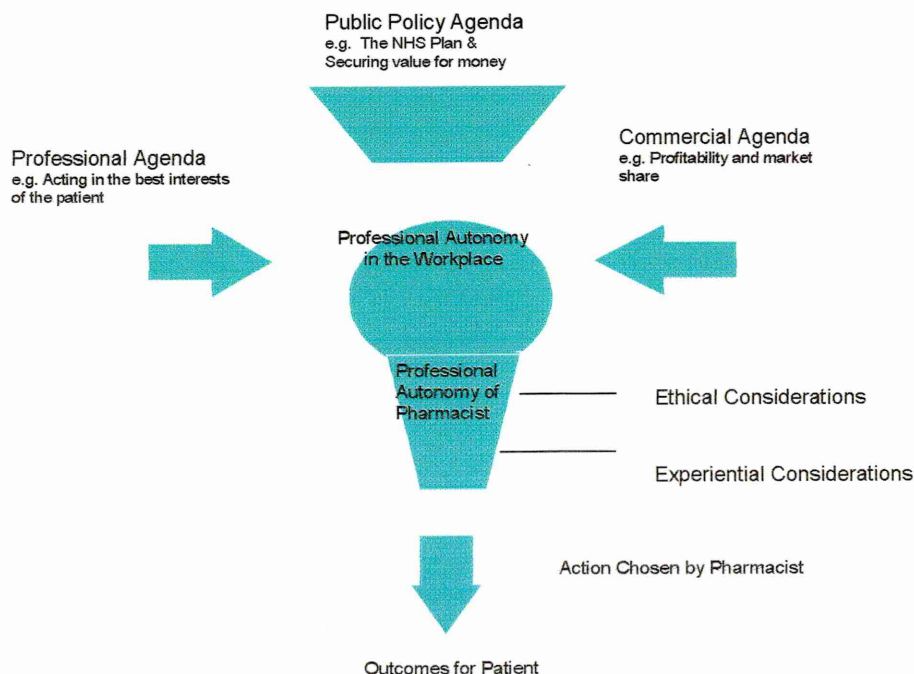 Public Policy Agenda
e.g. The NHS Plan &
Securing value for money
Professional Agenda
e.g. Acting in the best interests
of the patient
Commercial Agenda
e.g. Profitability and market
share
Professional Autonomy
in the Workplace
Professional
Autonomy of
Pharmacist
Ethical Considerations
Experiential Considerations
Action Chosen by Pharmacist
Outcomes for Patient